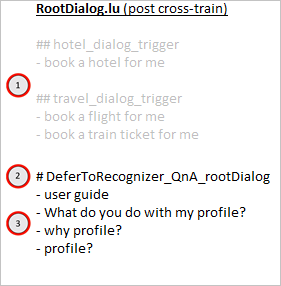 RootDialog.lu (post cross-train)
## hotel_dialog_trigger
- book a hotel for me
1
## travel_dialog_trigger
- book a flight for me
- book a train ticket for me
2 # DeferToRecognizer_QnA_rootDialog
- user guide
- What do you do with my profile?
3 - why profile?
- profile?